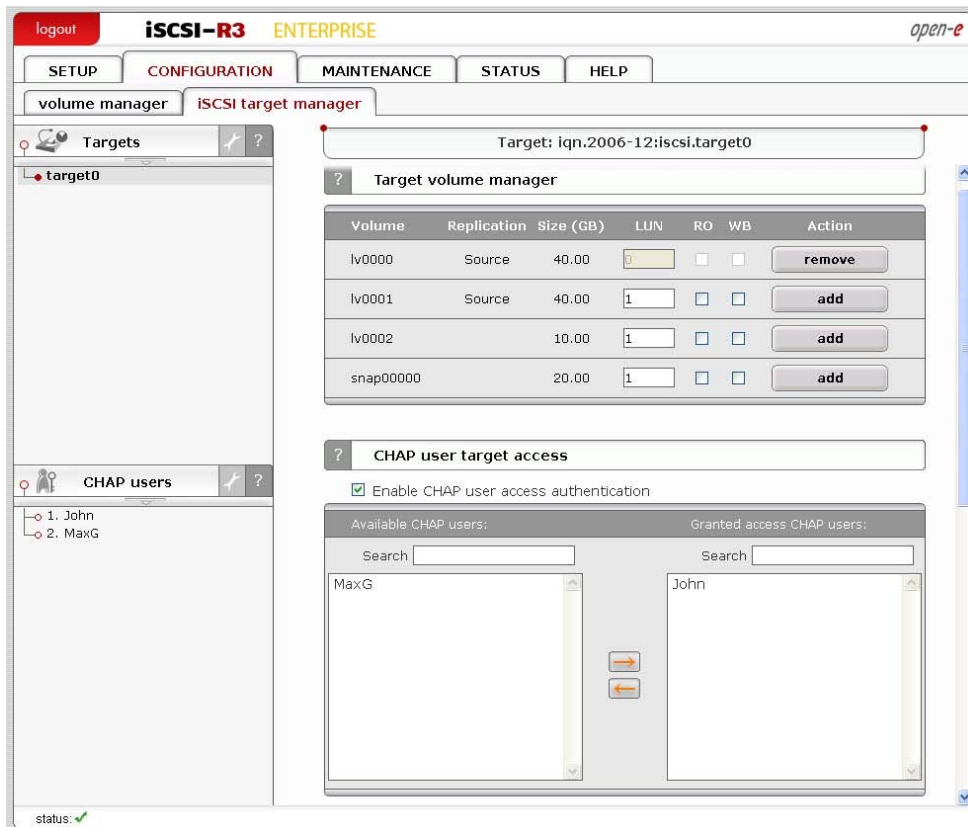 logout iSCSI-R3 ENTERPRISE open-e
SETUP CONFIGURATION MAINTENANCE STATUS HELP
volume manager iSCSI target manager
Targets ?
target0
CHAP users ?
1. John
2. MaxG
Target: iqn.2006-12:iscsi.target0
? Target volume manager
Volume Replication Size (GB) LUN RO WB Action
lv0000 Source 40.00 0 remove
lv0001 Source 40.00 1 add
lv0002 10.00 1 add
snap00000 20.00 1 add
? CHAP user target access
Enable CHAP user access authentication
Available CHAP users: Granted access CHAP users:
Search Search
MaxG John
status: